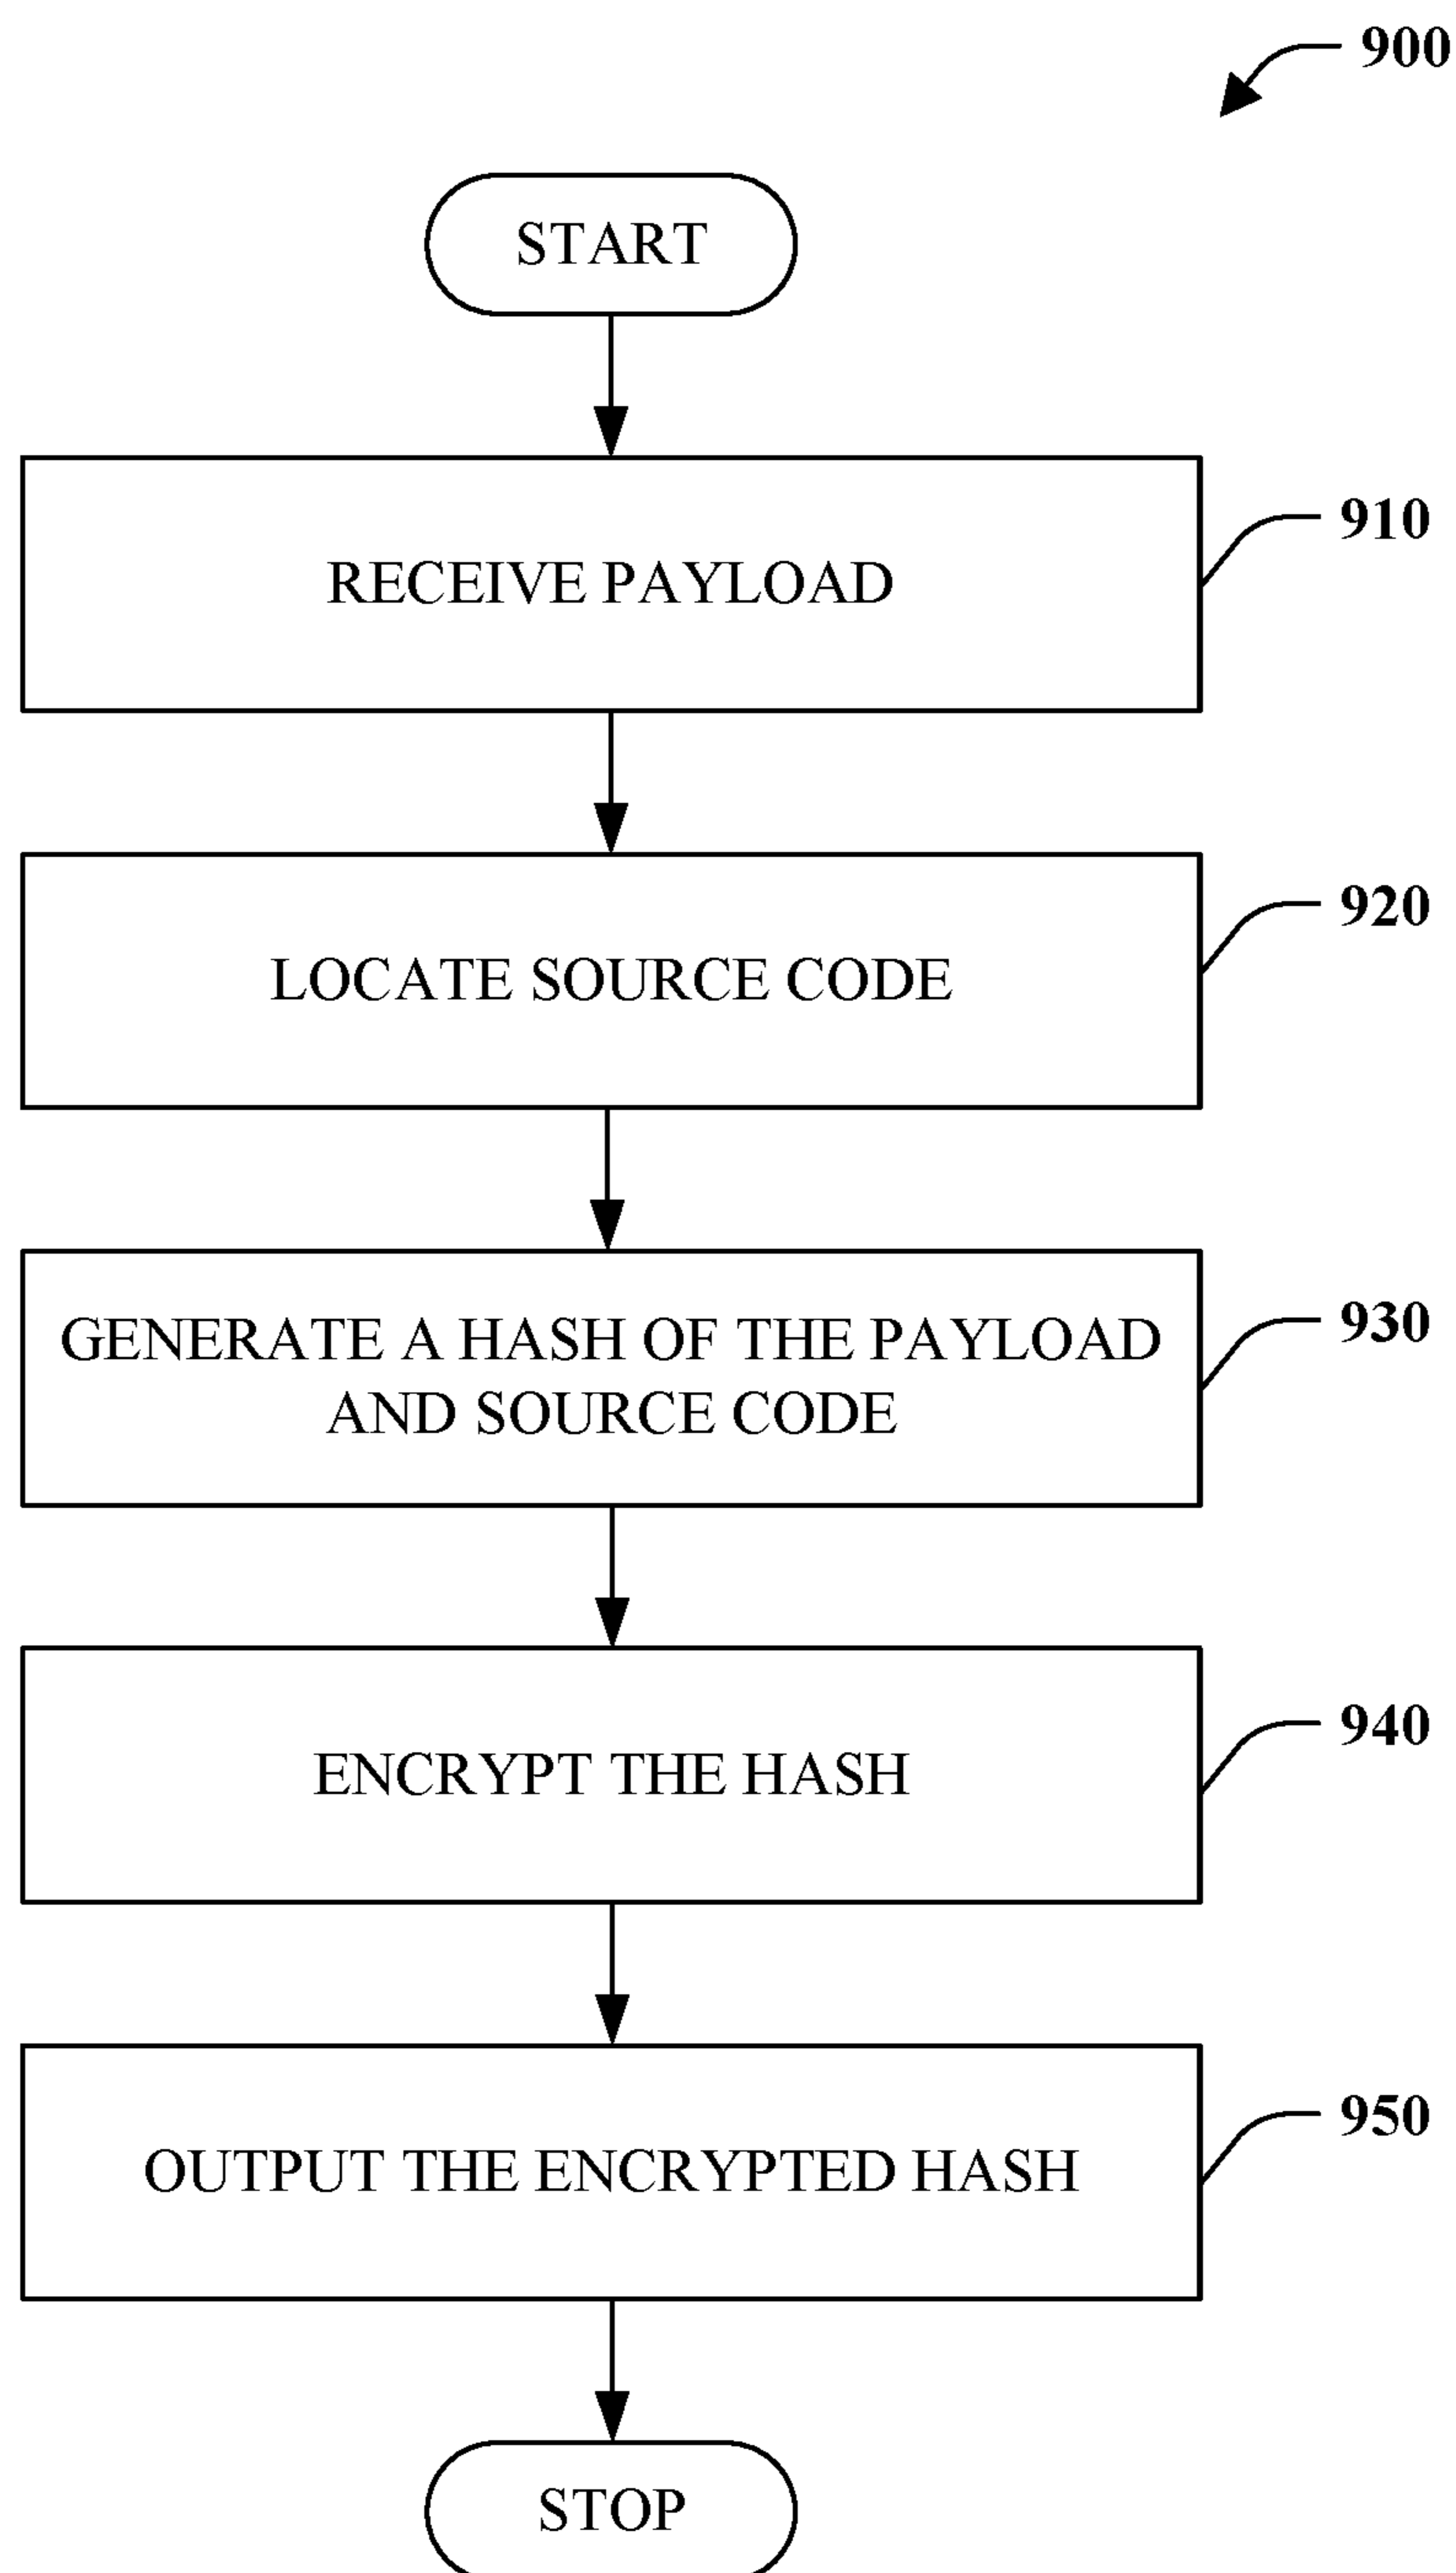 900
START
RECEIVE PAYLOAD
910
LOCATE SOURCE CODE
920
GENERATE A HASH OF THE PAYLOAD
AND SOURCE CODE
930
ENCRYPT THE HASH
940
OUTPUT THE ENCRYPTED HASH
950
STOP